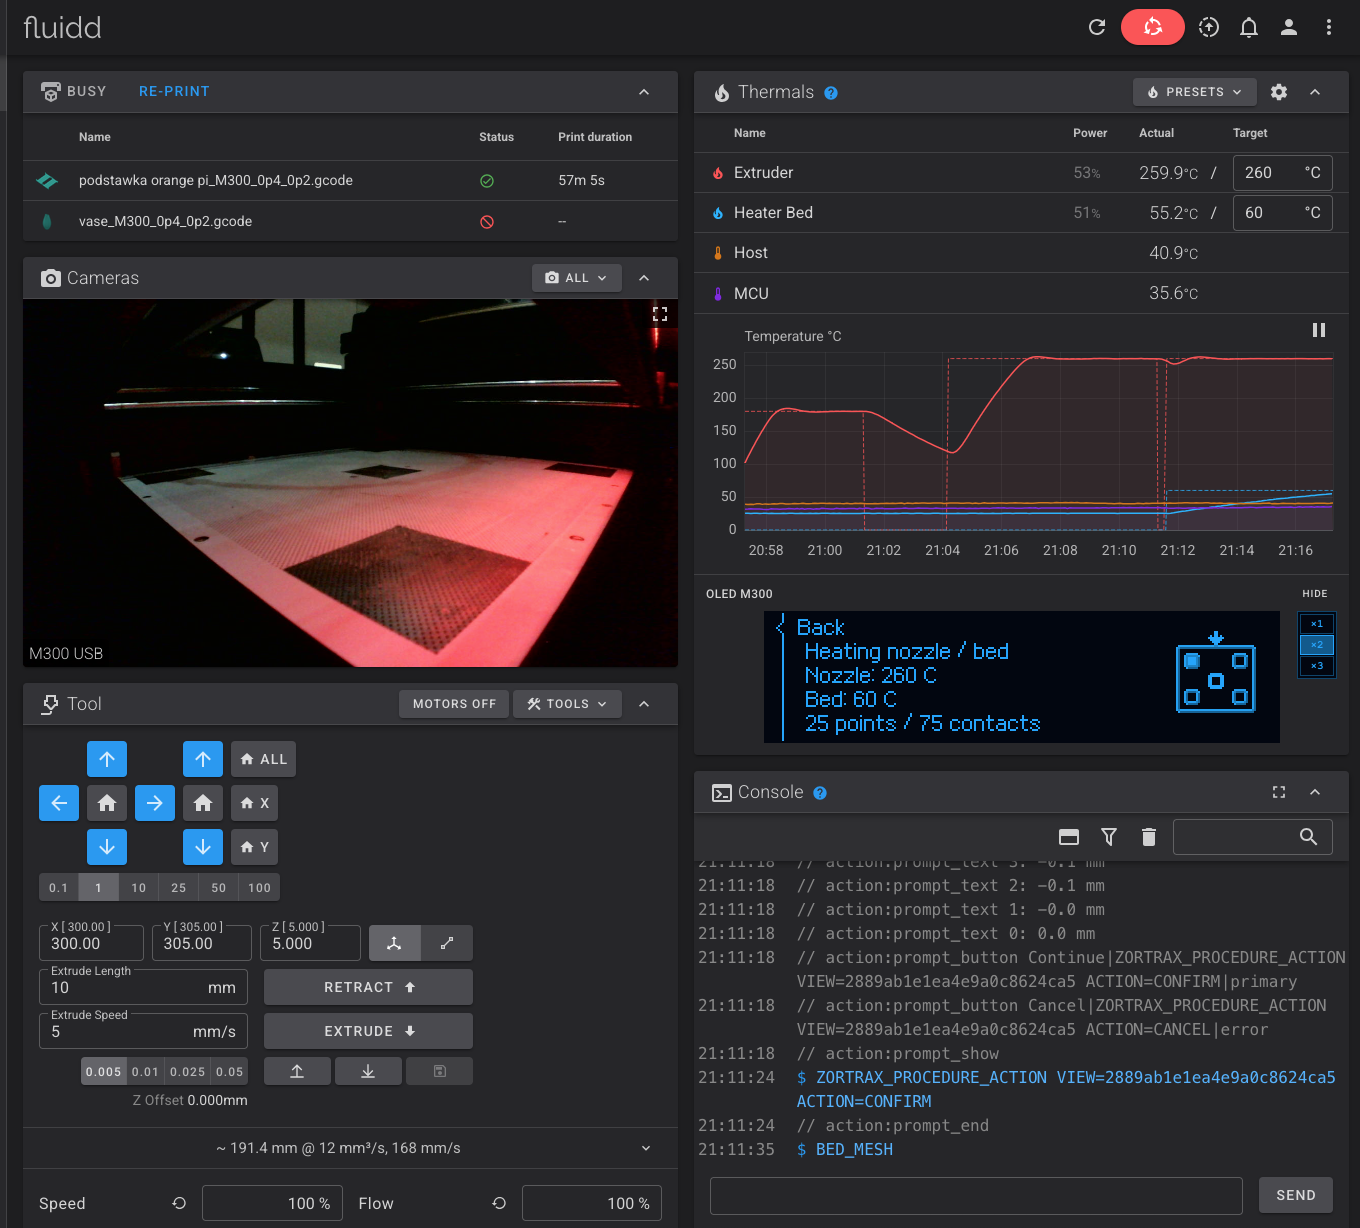 fluidd
BUSY RE-PRINT
Name Status Print duration
podstawka orange pi_M300_0p4_0p2.gcode 57m 5s
vase_M300_0p4_0p2.gcode --
Cameras ALL
M300 USB
Tool MOTORS OFF TOOLS
ALL
X
Y
0.1 1 10 25 50 100
X [ 300.00 ] Y [ 305.00 ] Z [ 5.000 ]
300.00 305.00 5.000
Extrude Length
10 mm RETRACT
Extrude Speed
5 mm/s EXTRUDE
0.005 0.01 0.025 0.05
Z Offset 0.000mm
~ 191.4 mm @ 12 mm³/s, 168 mm/s
Speed 100 % Flow 100 %
Thermals PRESETS
Name Power Actual Target
Extruder 53% 259.9°C / 260 °C
Heater Bed 51% 55.2°C / 60 °C
Host 40.9°C
MCU 35.6°C
Temperature °C
250
200
150
100
50
0
20:58 21:00 21:02 21:04 21:06 21:08 21:10 21:12 21:14 21:16
OLED M300 HIDE
Back
Heating nozzle / bed
Nozzle: 260 C
Bed: 60 C
25 points / 75 contacts
×1
×2
×3
Console
21:11:18 // action:prompt_text 3: -0.1 mm
21:11:18 // action:prompt_text 2: -0.1 mm
21:11:18 // action:prompt_text 1: -0.0 mm
21:11:18 // action:prompt_text 0: 0.0 mm
21:11:18 // action:prompt_button Continue|ZORTRAX_PROCEDURE_ACTION
VIEW=2889ab1e1ea4e9a0c8624ca5 ACTION=CONFIRM|primary
21:11:18 // action:prompt_button Cancel|ZORTRAX_PROCEDURE_ACTION
VIEW=2889ab1e1ea4e9a0c8624ca5 ACTION=CANCEL|error
21:11:18 // action:prompt_show
21:11:24 $ ZORTRAX_PROCEDURE_ACTION VIEW=2889ab1e1ea4e9a0c8624ca5
ACTION=CONFIRM
21:11:24 // action:prompt_end
21:11:35 $ BED_MESH
SEND